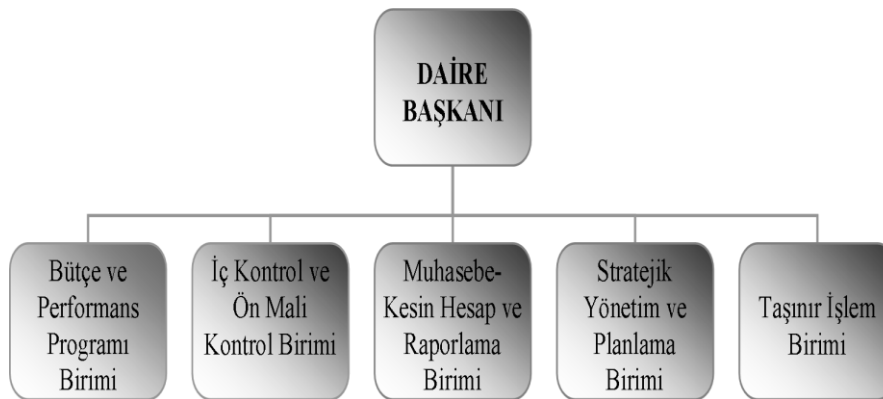 DAİRE
BAŞKANI
Bütçe ve
Performans
Programı
Birimi
İç Kontrol ve
Ön Mali
Kontrol Birimi
Muhasebe-
Kesin Hesap ve
Raporlama
Birimi
Stratejik
Yönetim ve
Planlama
Birimi
Taşınır İşlem
Birimi